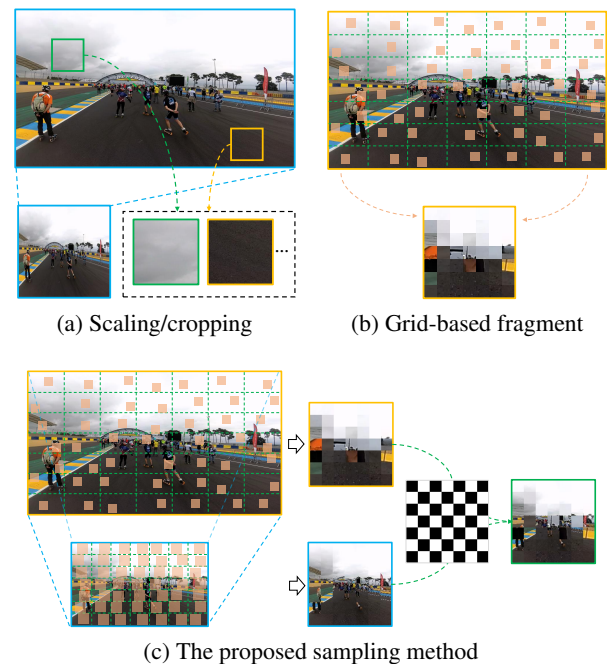 ...
(a) Scaling/cropping
(b) Grid-based fragment
(c) The proposed sampling method